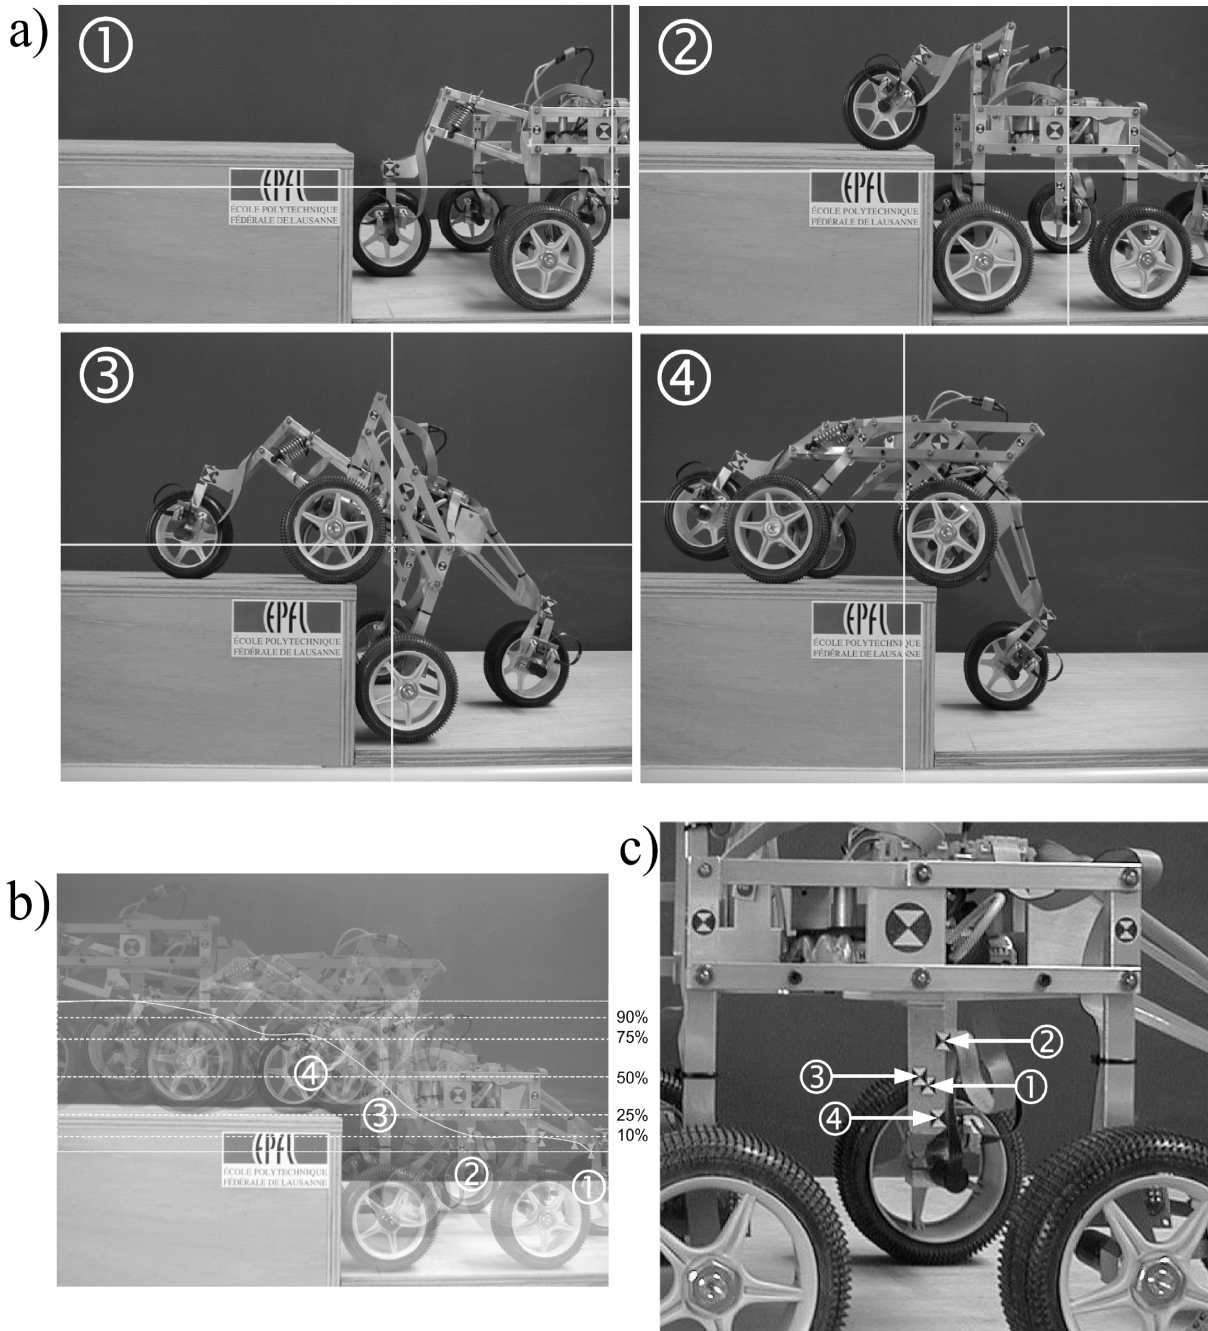 a)
①
EPFL
ÉCOLE POLYTECHNIQUE
FÉDÉRALE DE LAUSANNE
②
EPFL
ÉCOLE POLYTECHNIQUE
FÉDÉRALE DE LAUSANNE
③
EPFL
ÉCOLE POLYTECHNIQUE
FÉDÉRALE DE LAUSANNE
④
EPFL
ÉCOLE POLYTECHNIQUE
FÉDÉRALE DE LAUSANNE
b)
90%
75%
④
50%
③
25%
10%
②
①
EPFL
ÉCOLE POLYTECHNIQUE
FÉDÉRALE DE LAUSANNE
c)
②
③
①
④